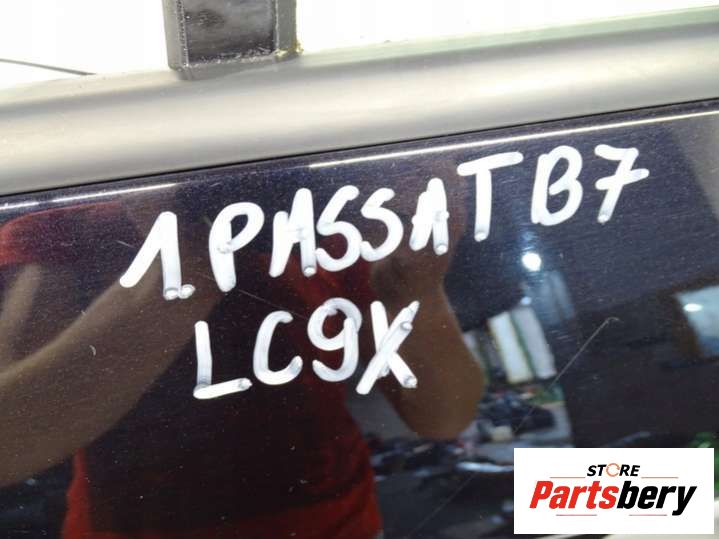 1.PASSAT B7
LC9X
STORE
Partsbery